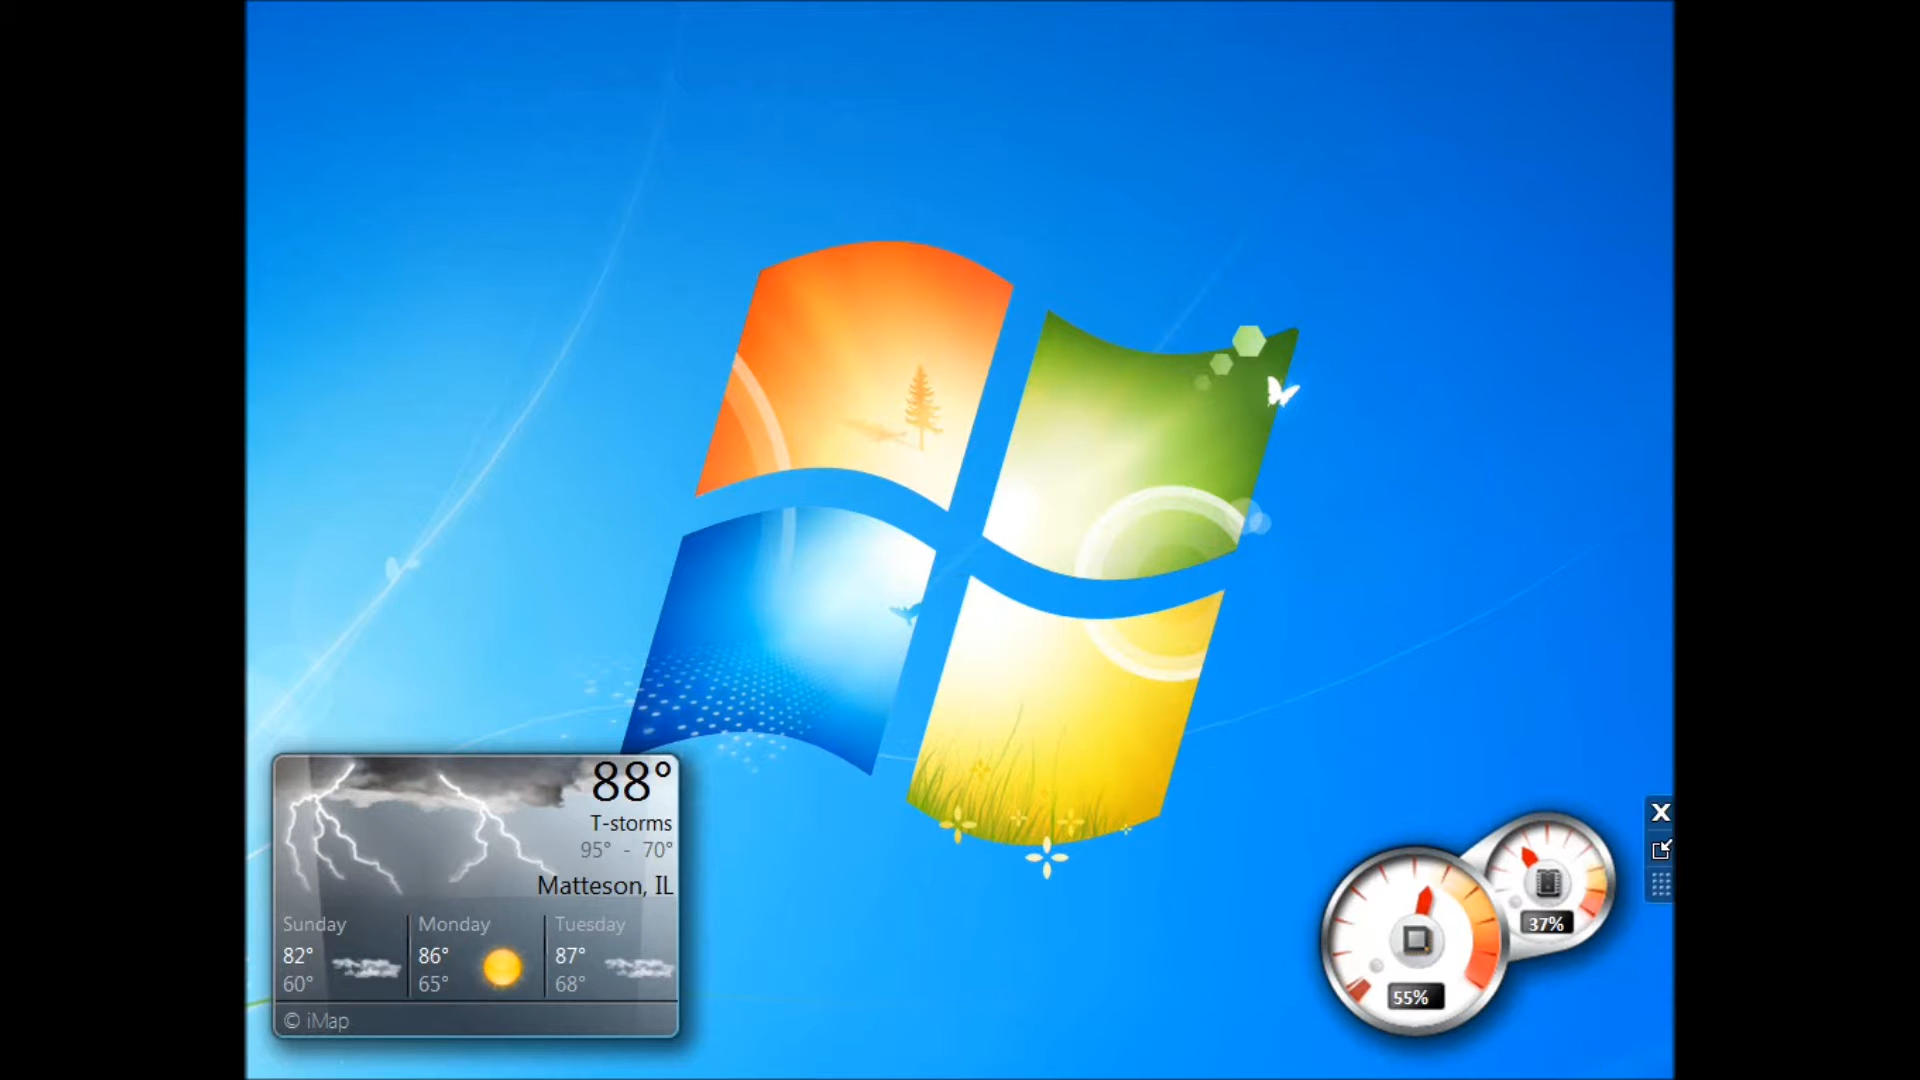 88°
T-storms
95° - 70°
Matteson, IL
Sunday Monday Tuesday
82° 86° 87°
60° 65° 68°
© iMap
37%
55%